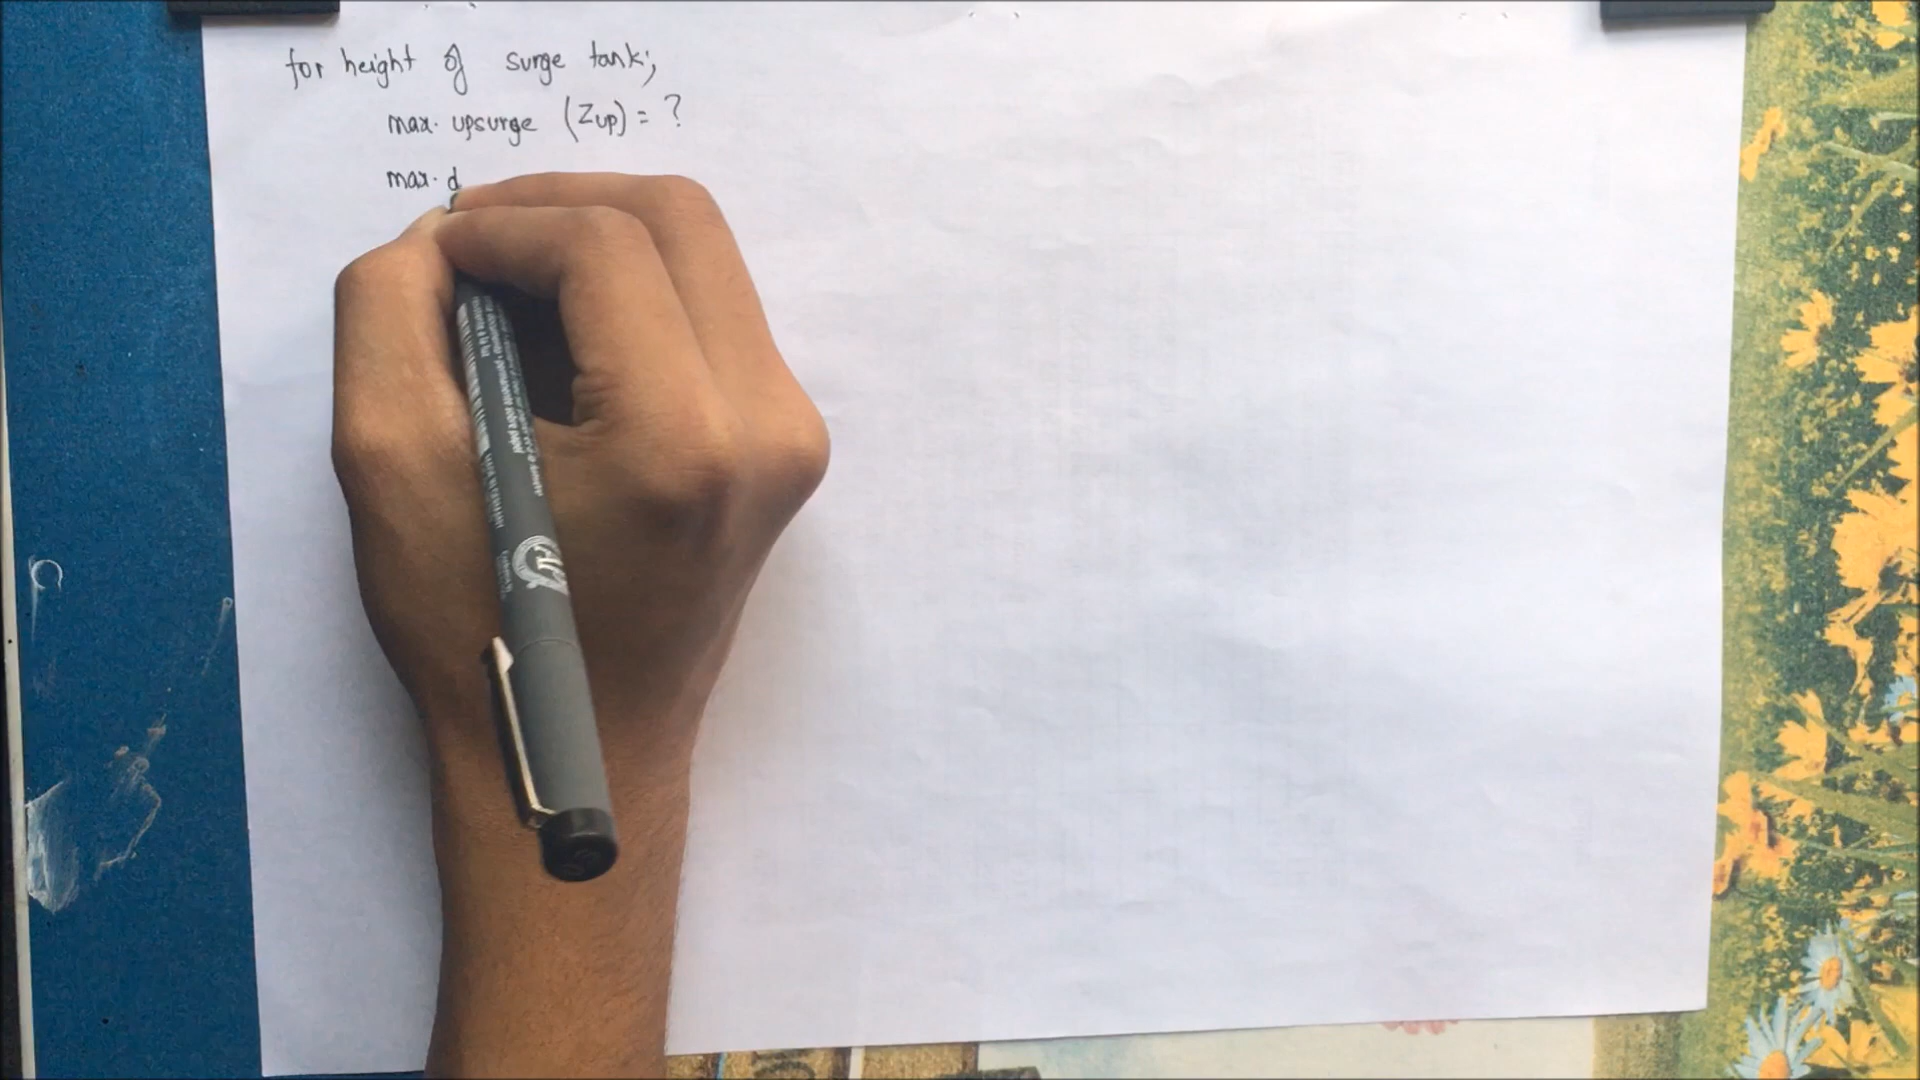 for height of surge tank;
max. upsurge (Zup) = ?
max. d